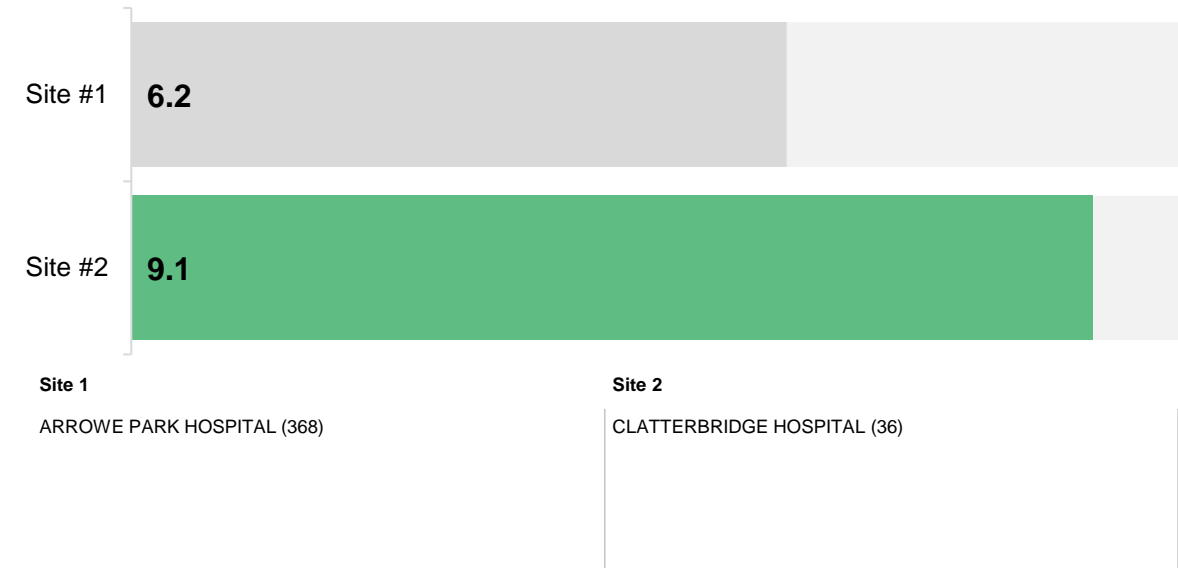 Site #1
6.2
Site #2
9.1
Site 1
ARROWE PARK HOSPITAL (368)
Site 2
CLATTERBRIDGE HOSPITAL (36)